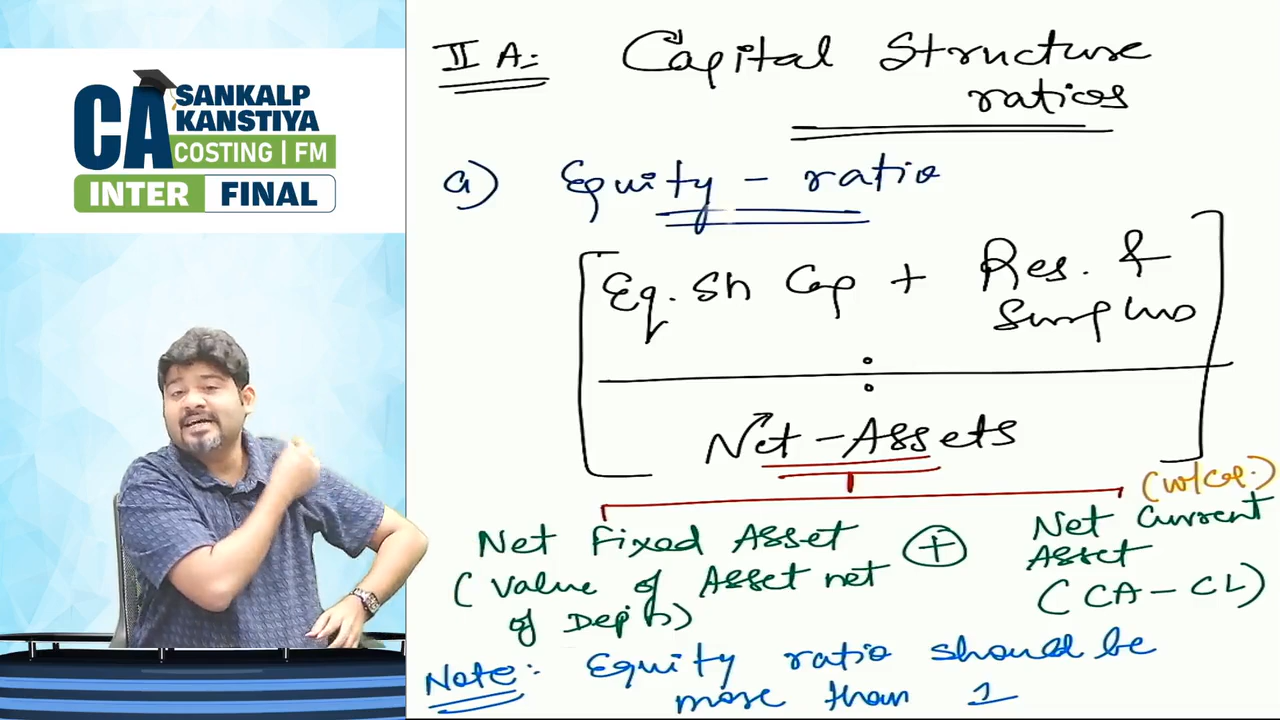 CA SANKALP KANSTIYA
COSTING | FM
INTER FINAL
II A:- Capital Structure
ratios
a) Equity - ratio
Eq. Sh Cap + Res. &
Surplus
:
Net-Assets
(w/cap.)
Net Fixed Asset + Net Current
Asset
(Value of Asset net
of Dep'n)
(CA - CL)
Note:- Equity ratio should be
more than 1